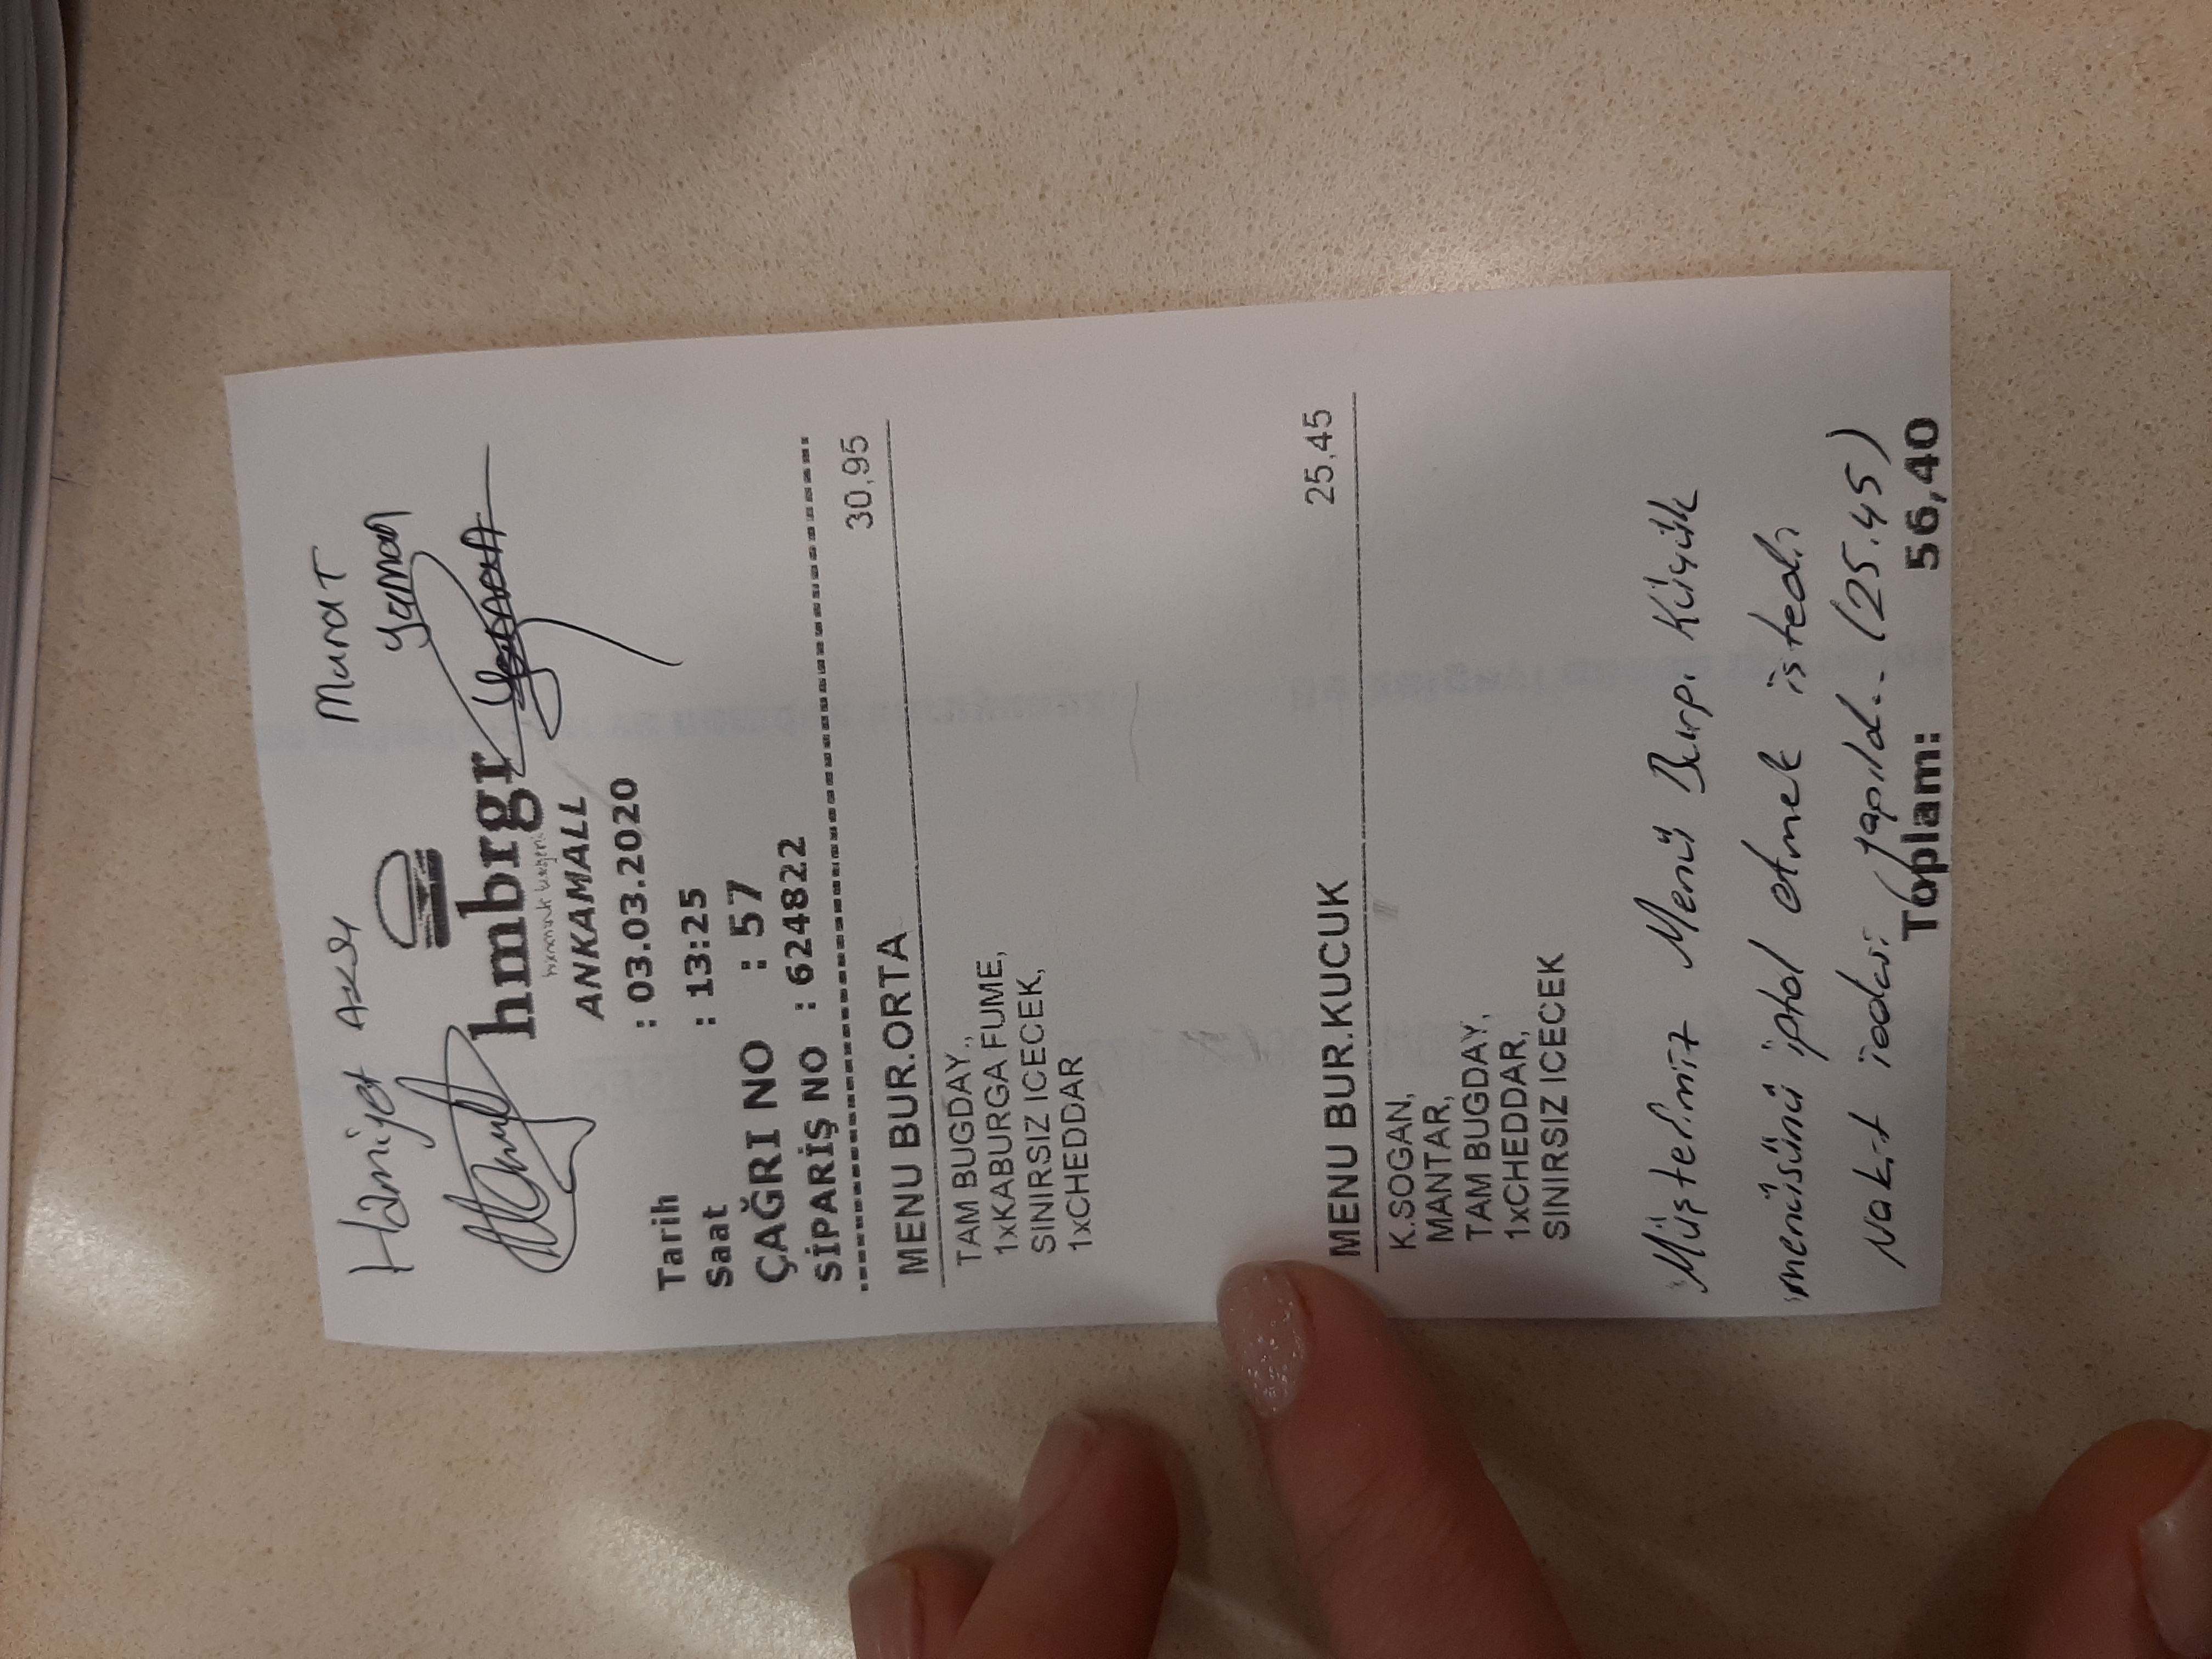 Hamiyet
Murat
Yaman
Yaman
hmbrgr
ANKAMALL
Tarih : 03.03.2020
Saat : 13:25
ÇAĞRI NO : 57
SİPARİŞ NO : 624822
MENU BUR.ORTA 30,95
TAM BUGDAY.,
1xKABURGA FUME,
SINIRSIZ ICECEK,
1xCHEDDAR
MENU BUR.KUCUK 25,45
K.SOGAN,
MANTAR,
TAM BUGDAY,
1xCHEDDAR,
SINIRSIZ ICECEK
Müşterimiz Menü Burg. Küçük
menüsünü iptal etmek istedi
Nakit iadesi yapıldı. (25.45)
Toplam: 56,40